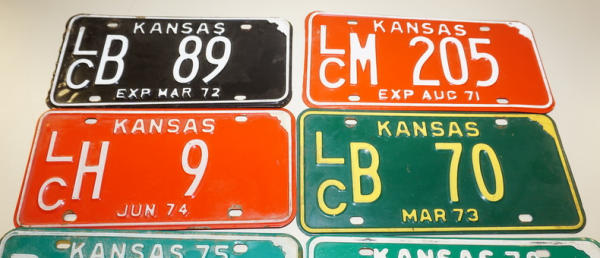 KANSAS
LC B 89
EXP MAR 72
KANSAS
LC M 205
EXP AUG 71
KANSAS
LC H 9
JUN 74
KANSAS
LC B 70
MAR 73
KANSAS 75
KANSAS